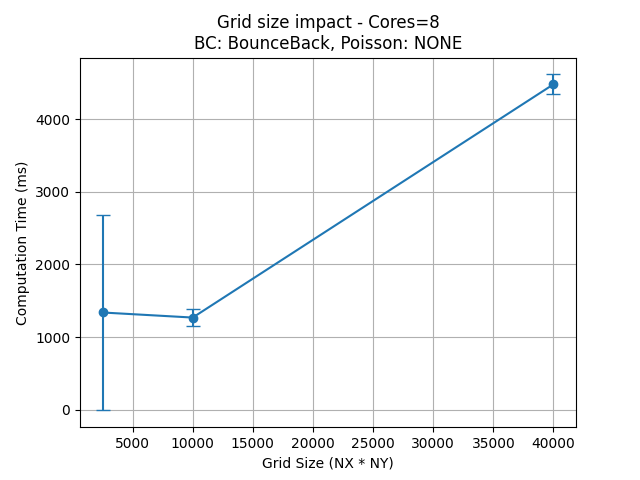 Grid size impact - Cores=8
BC: BounceBack, Poisson: NONE
4000
3000
2000
1000
0
Computation Time (ms)
5000 10000 15000 20000 25000 30000 35000 40000
Grid Size (NX * NY)